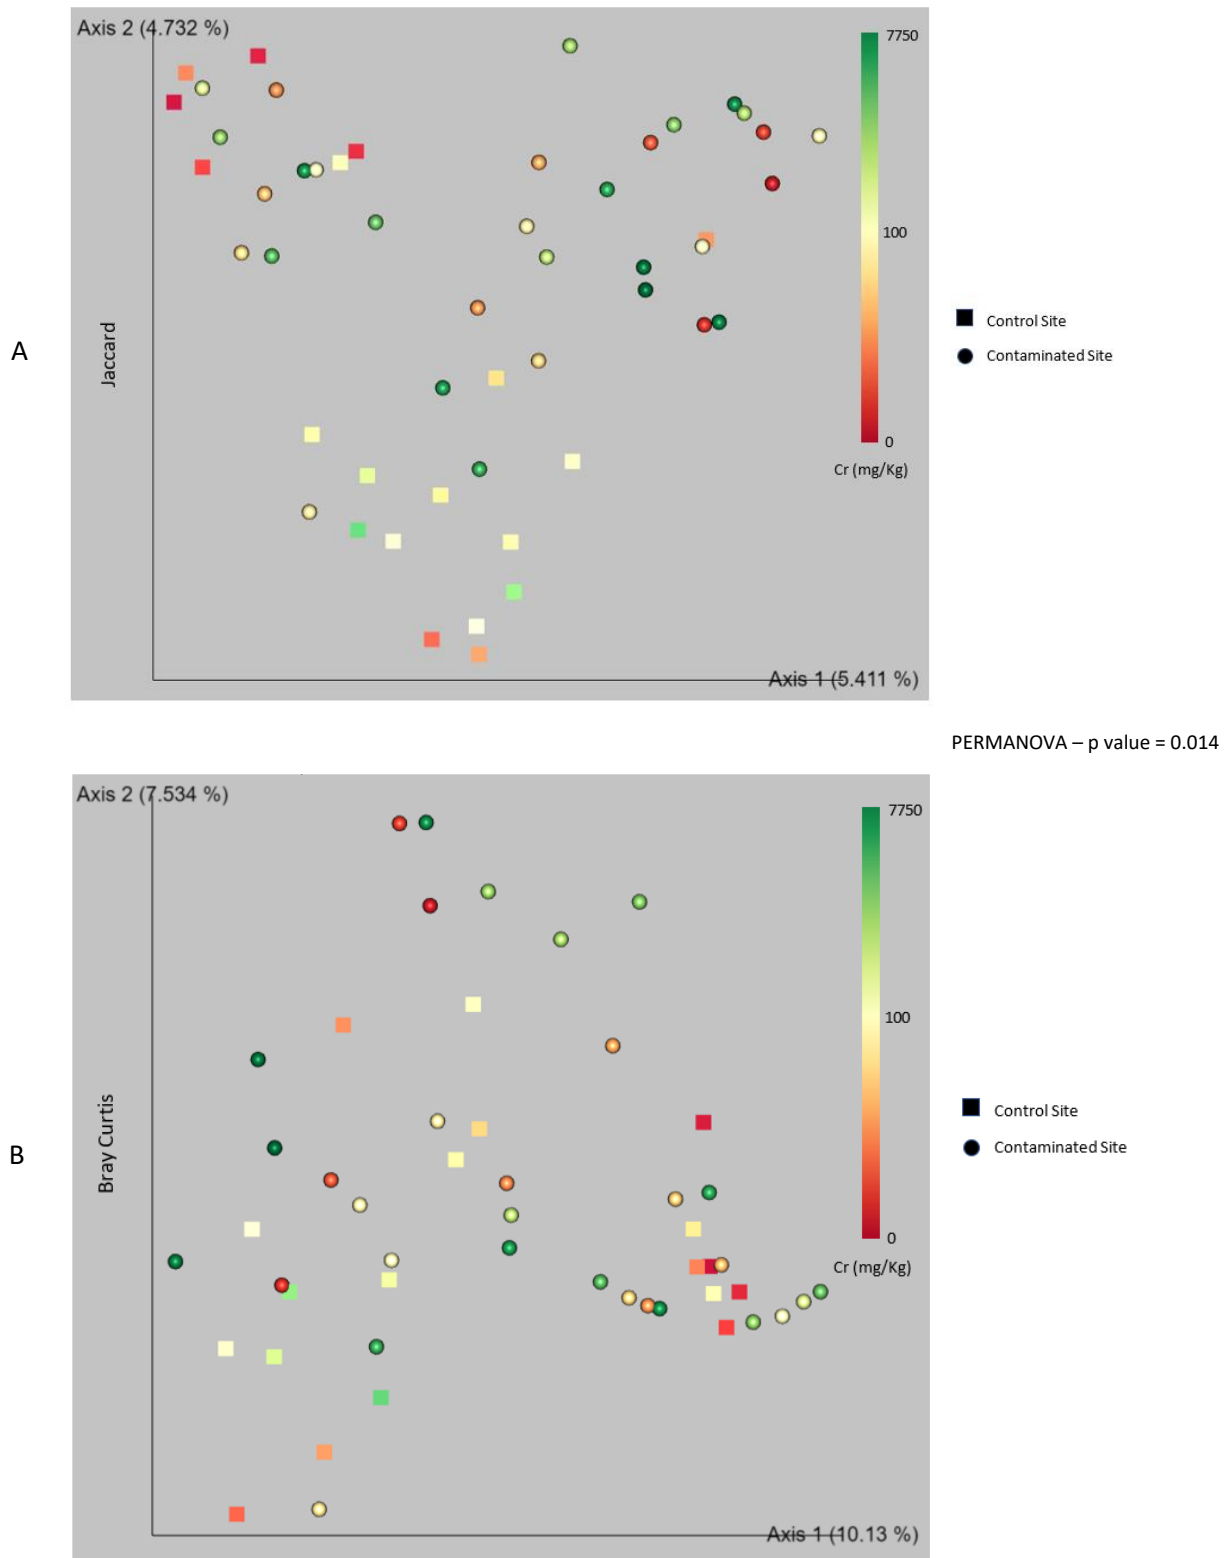 Axis 2 (4.732 %)
7750
100
0
Cr (mg/Kg)
A
Jaccard
Control Site
Contaminated Site
Axis 1 (5.411 %)
PERMANOVA – p value = 0.014
Axis 2 (7.534 %)
7750
100
0
Cr (mg/Kg)
B
Bray Curtis
Control Site
Contaminated Site
Axis 1 (10.13 %)